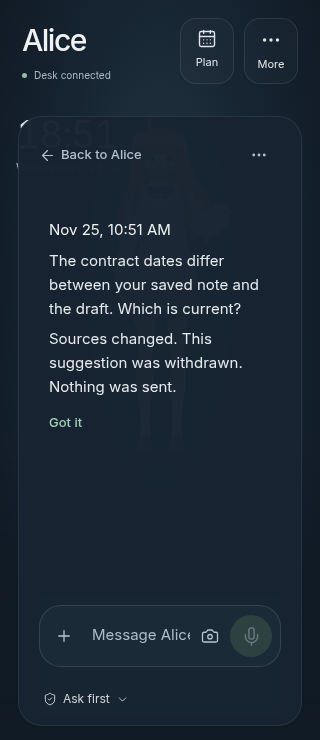 Alice
Desk connected
Plan
More
18:51
Back to Alice
Nov 25, 10:51 AM
The contract dates differ
between your saved note and
the draft. Which is current?
Sources changed. This
suggestion was withdrawn.
Nothing was sent.
Got it
Message Alice
Ask first